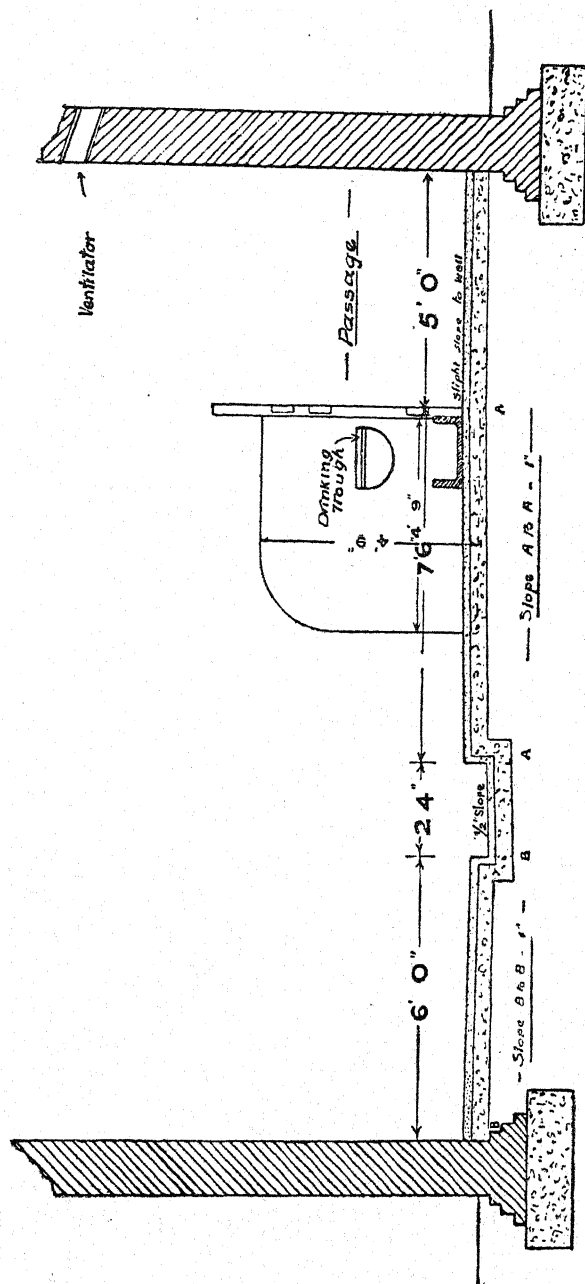 Ventilator
Passage
5' 0"
slight slope to wall
Drinking
Trough
4' 9"
7' 6"
A
Slope A to A - 1"
2 4"
1/2" Slope
A
B
6' 0"
Slope B to B - 1"
B